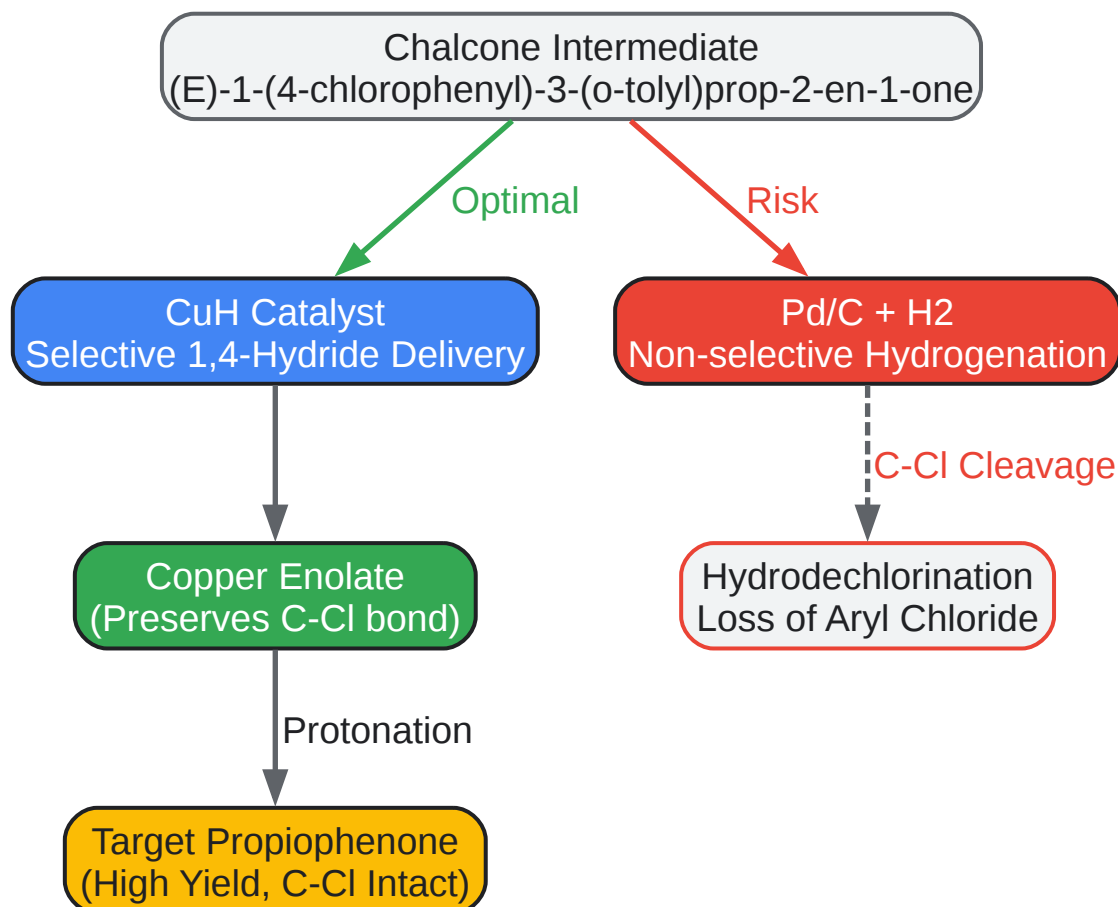 Chalcone Intermediate
(E)-1-(4-chlorophenyl)-3-(o-tolyl)prop-2-en-1-one
Optimal
Risk
CuH Catalyst
Selective 1,4-Hydride Delivery
Pd/C + H2
Non-selective Hydrogenation
C-Cl Cleavage
Copper Enolate
(Preserves C-Cl bond)
Hydrodechlorination
Loss of Aryl Chloride
Protonation
Target Propiophenone
(High Yield, C-Cl Intact)